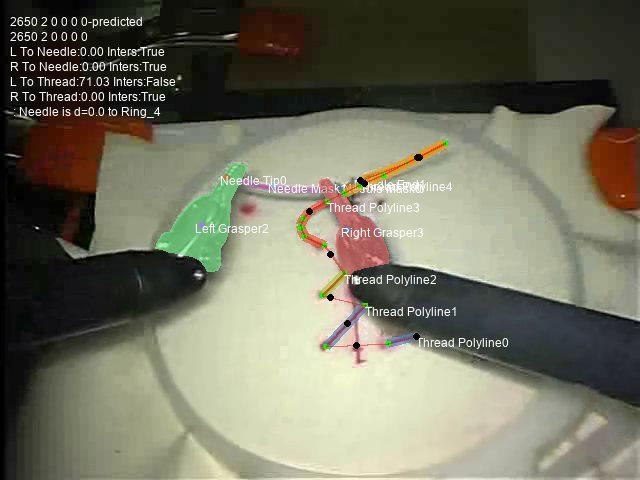 2650 2 0 0 0 0-predicted
2650 2 0 0 0 0
L To Needle:0.00 Inters:True
R To Needle:0.00 Inters:True
L To Thread:71.03 Inters:False
R To Thread:0.00 Inters:True
: Needle is d=0.0 to Ring_4
Needle Tip0
Needle Mask1
Thread Polyline3
Left Grasper2
Right Grasper3
Thread Polyline2
Thread Polyline1
Thread Polyline0